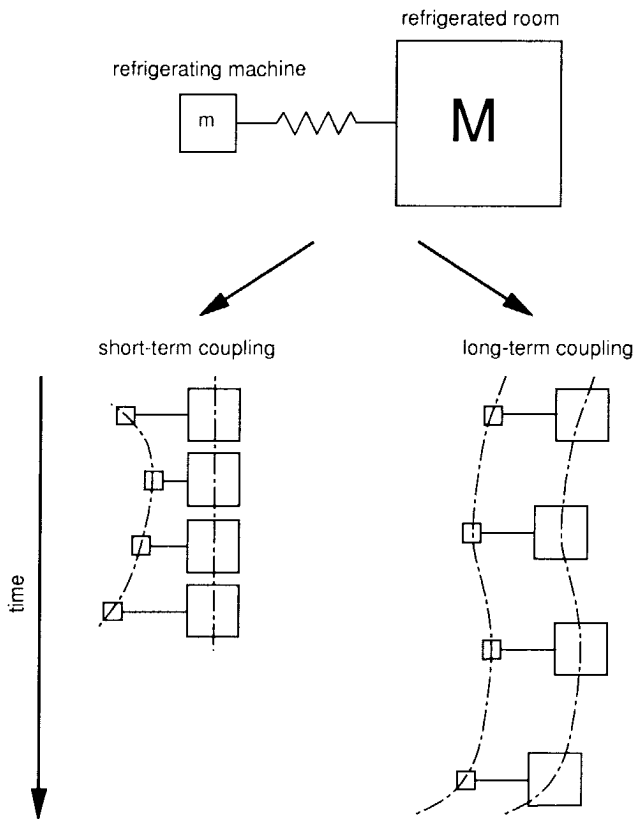 refrigerated room
refrigerating machine
m
M
short-term coupling
long-term coupling
time